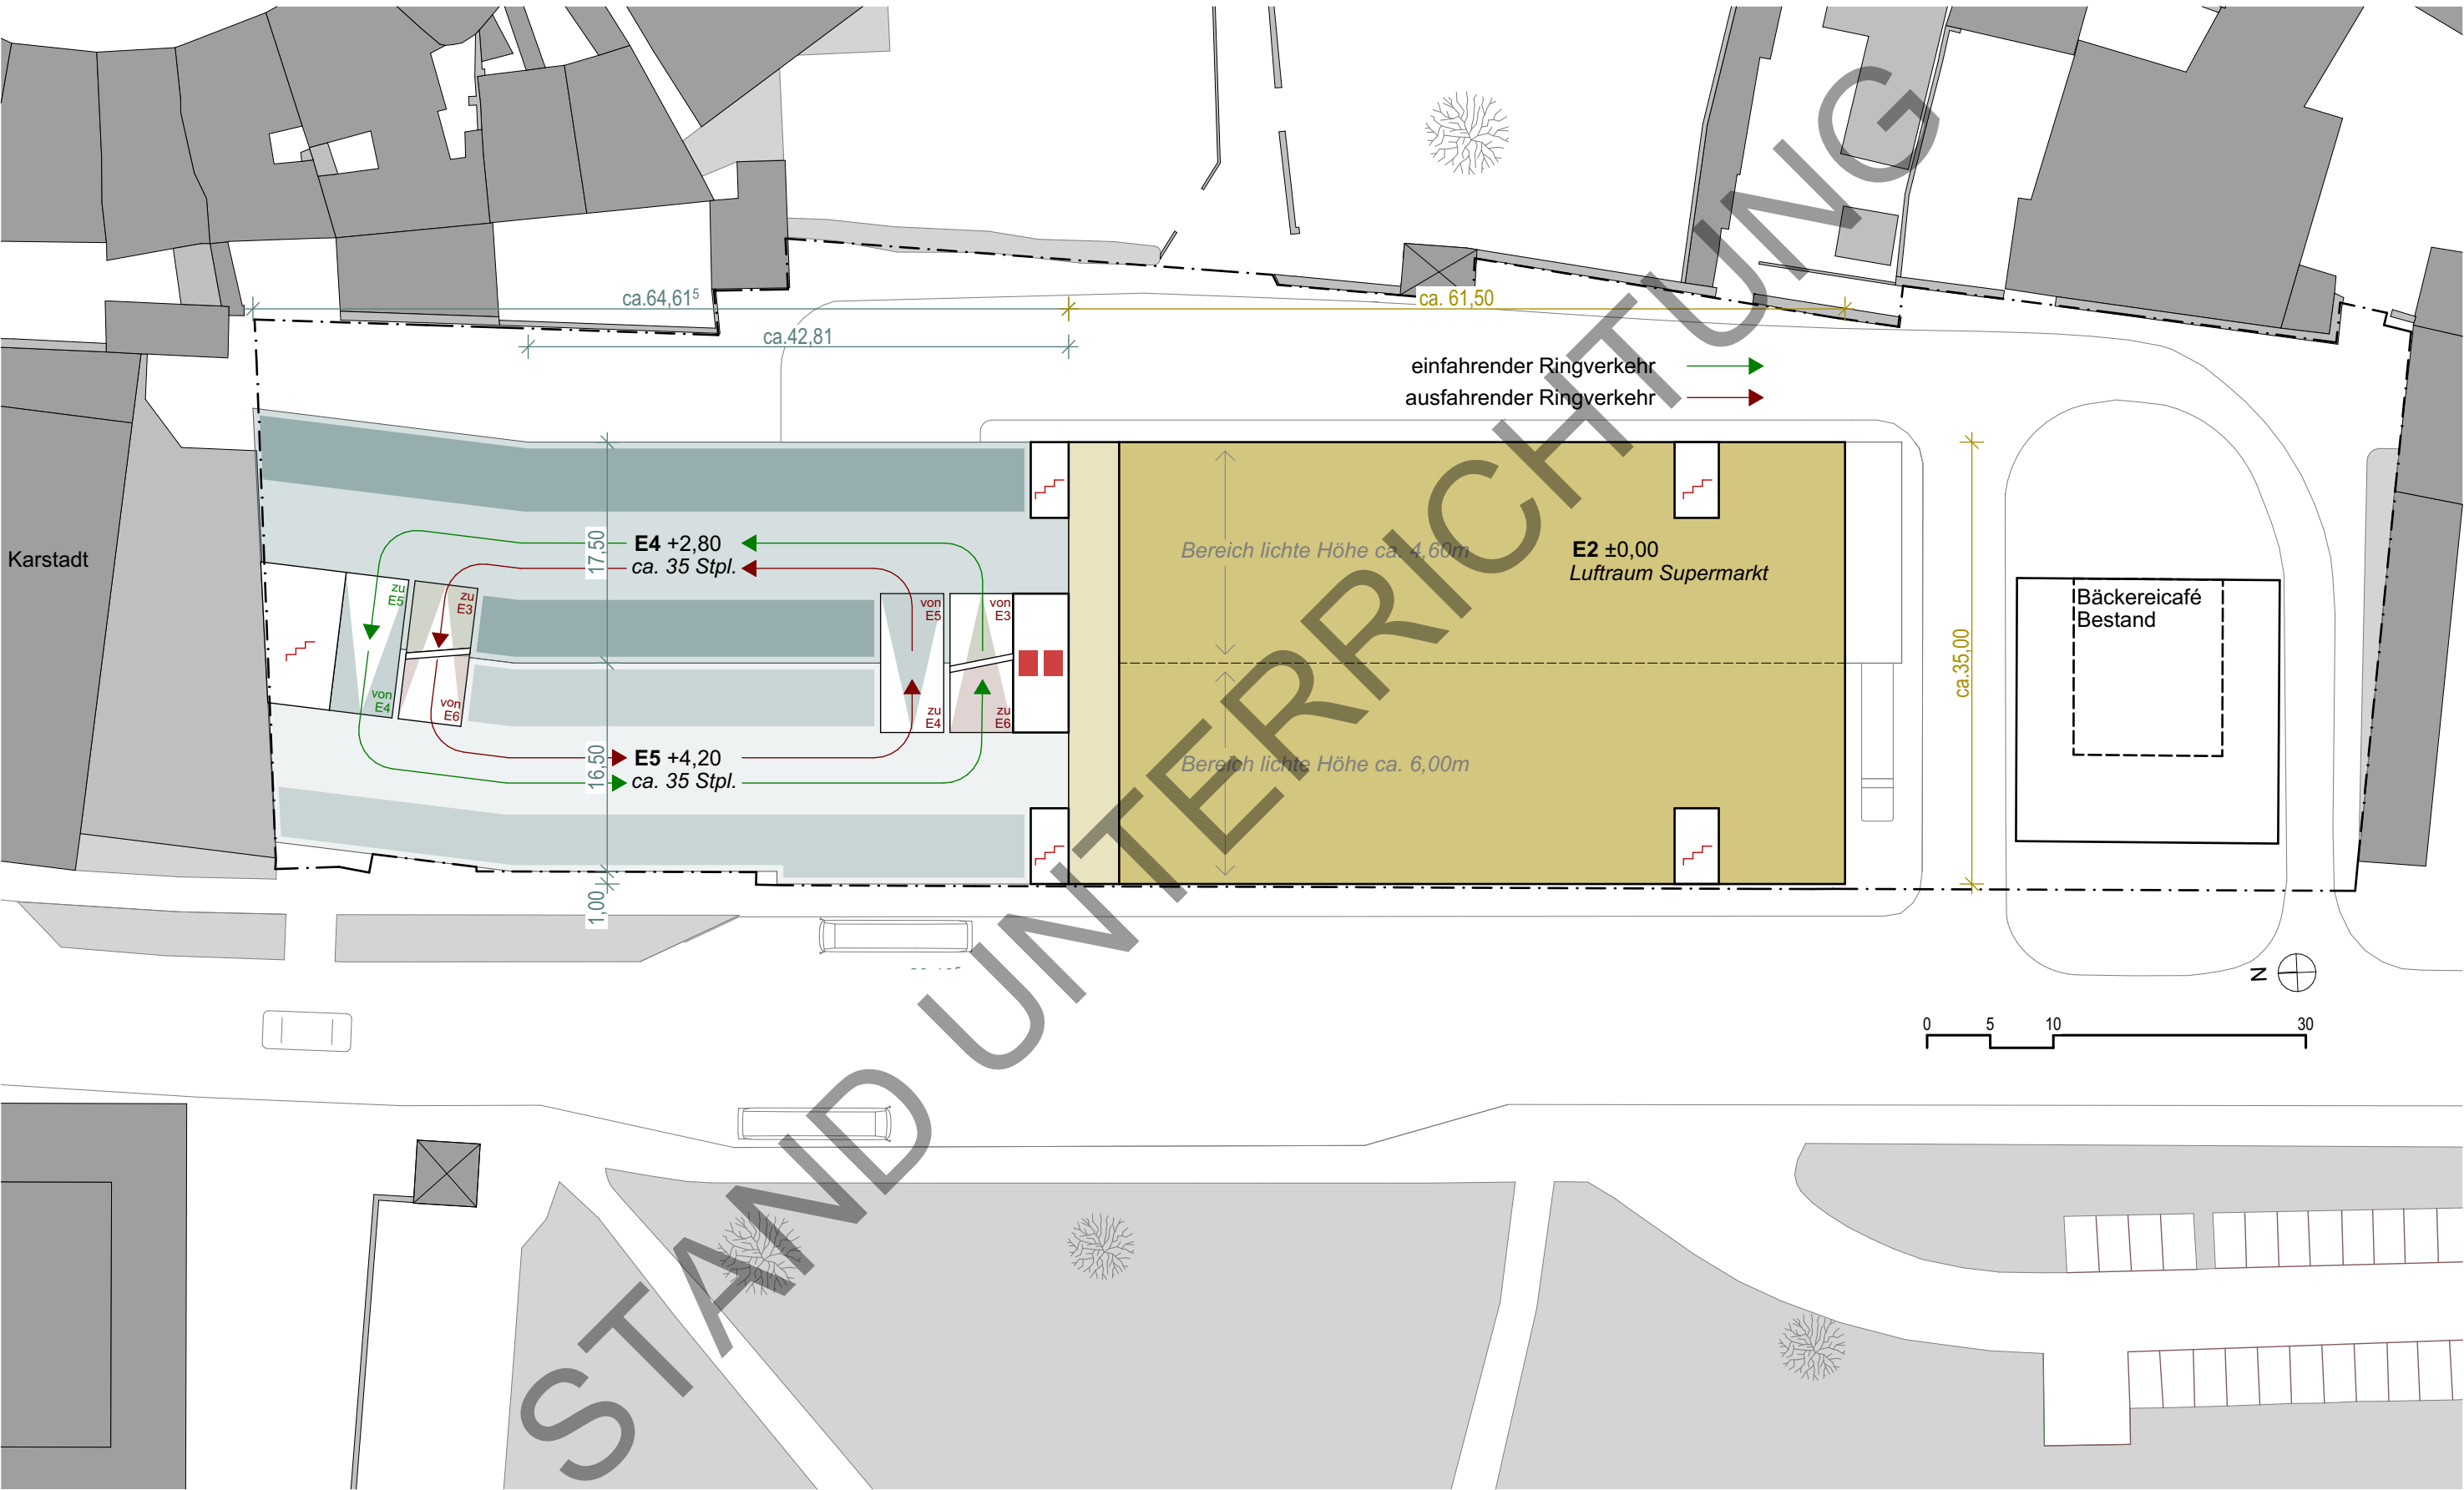 ca.64,61⁵
ca. 61,50
ca.42,81
einfahrender Ringverkehr
ausfahrender Ringverkehr
Karstadt
17,50
E4 +2,80
ca. 35 Stpl.
Bereich lichte Höhe ca. 4,60m
E2 ±0,00
Luftraum Supermarkt
zu
E5
zu
E3
von
E5
von
E3
Bäckereicafé
Bestand
ca.35,00
von
E4
von
E6
zu
E4
zu
E6
16,50
E5 +4,20
ca. 35 Stpl.
Bereich lichte Höhe ca. 6,00m
1,00
N
0 5 10 30
STAND UNTERRICHTUNG